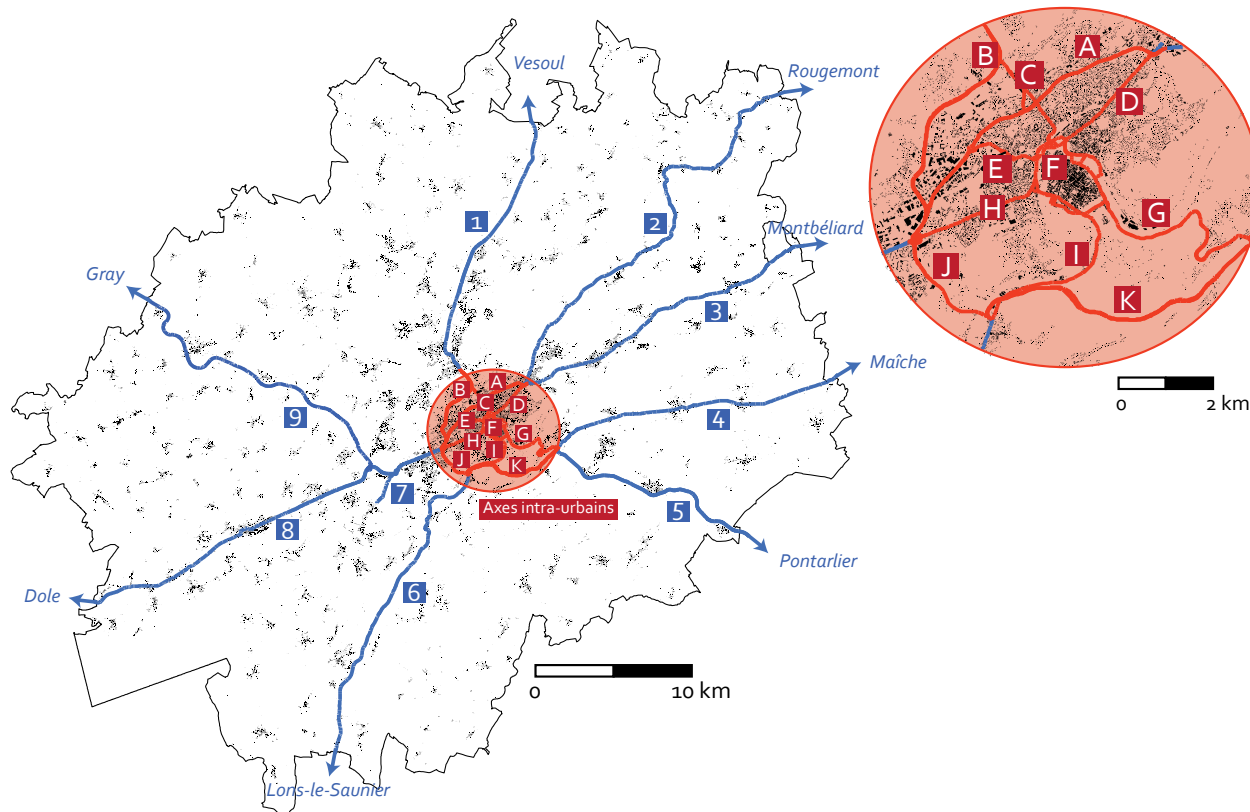 Vesoul
Rougemont
Montbéliard
Gray
Maîche
Pontarlier
Dole
Lons-le-Saunier
1
2
3
4
5
6
7
8
9
A
B
C
D
E
F
G
H
I
J
K
Axes intra-urbains
0 10 km
A
B
C
D
E
F
G
H
I
J
K
0 2 km